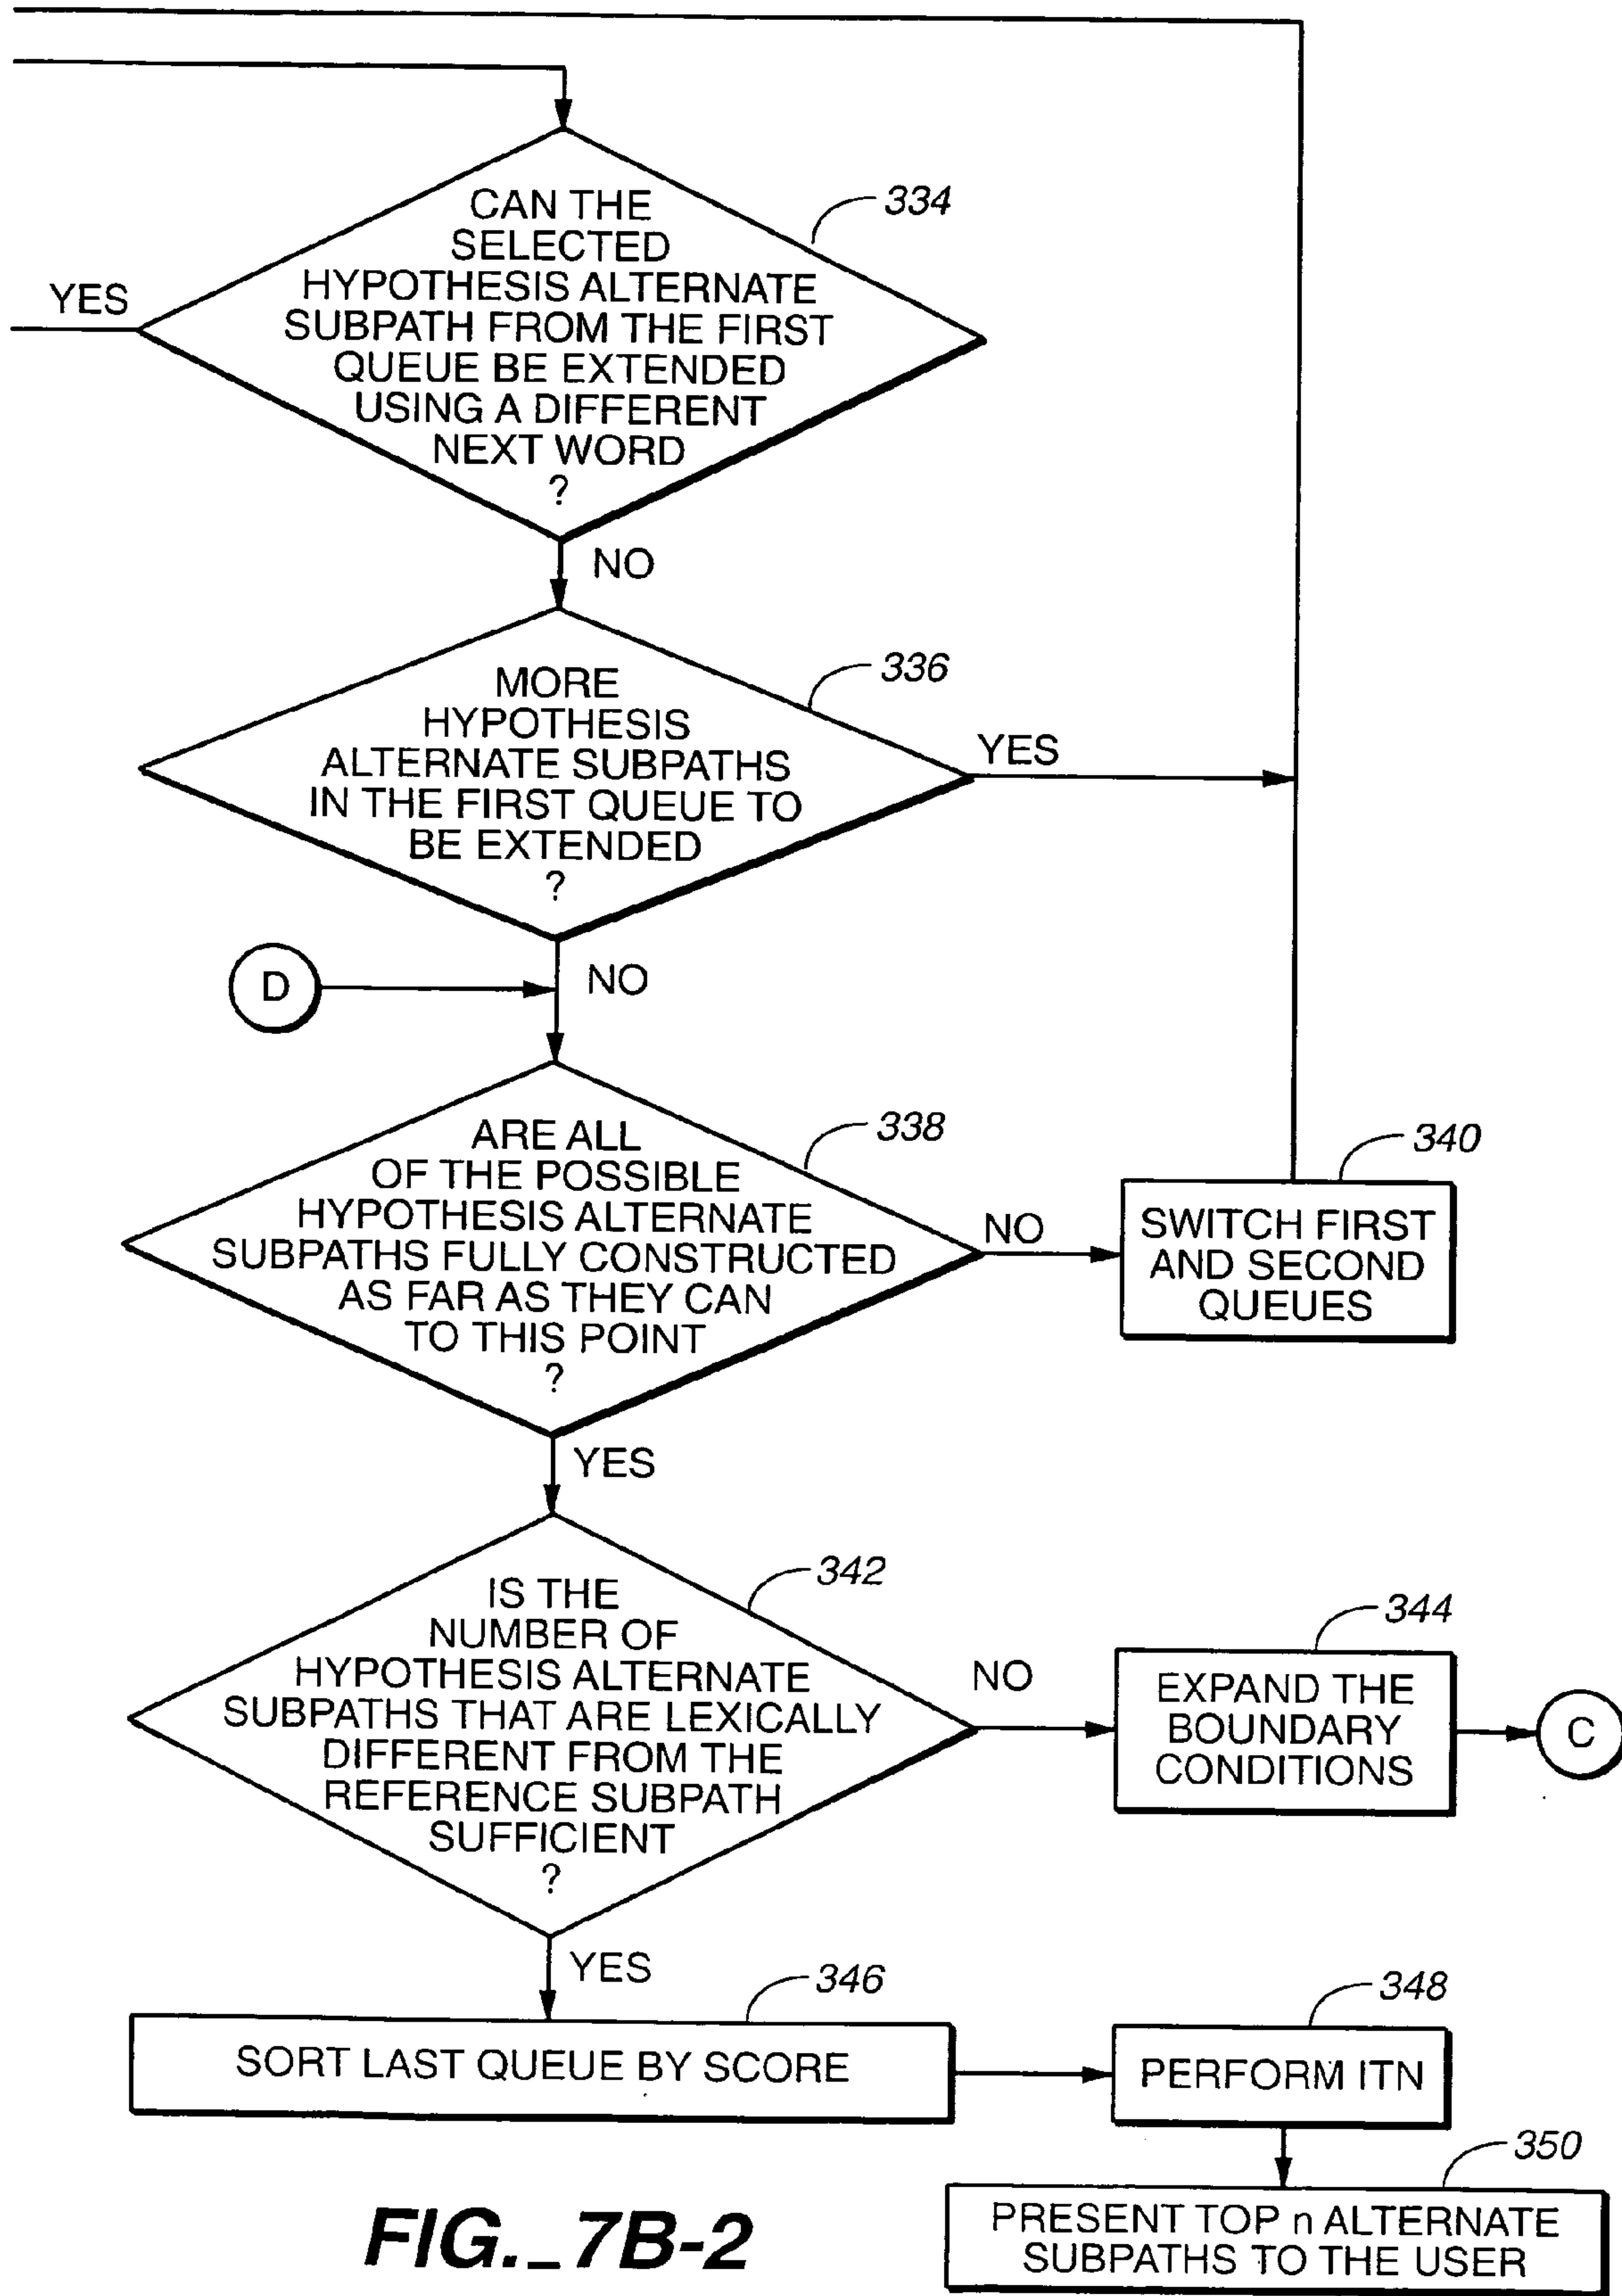 334
CAN THE
SELECTED
HYPOTHESIS ALTERNATE
SUBPATH FROM THE FIRST
QUEUE BE EXTENDED
USING A DIFFERENT
NEXT WORD
?
YES
NO
336
MORE
HYPOTHESIS
ALTERNATE SUBPATHS
IN THE FIRST QUEUE TO
BE EXTENDED
?
YES
D
NO
338
ARE ALL
OF THE POSSIBLE
HYPOTHESIS ALTERNATE
SUBPATHS FULLY CONSTRUCTED
AS FAR AS THEY CAN
TO THIS POINT
?
NO
340
SWITCH FIRST
AND SECOND
QUEUES
YES
342
IS THE
NUMBER OF
HYPOTHESIS ALTERNATE
SUBPATHS THAT ARE LEXICALLY
DIFFERENT FROM THE
REFERENCE SUBPATH
SUFFICIENT
?
NO
344
EXPAND THE
BOUNDARY
CONDITIONS
C
YES
346
SORT LAST QUEUE BY SCORE
348
PERFORM ITN
350
PRESENT TOP n ALTERNATE
SUBPATHS TO THE USER
FIG._7B-2